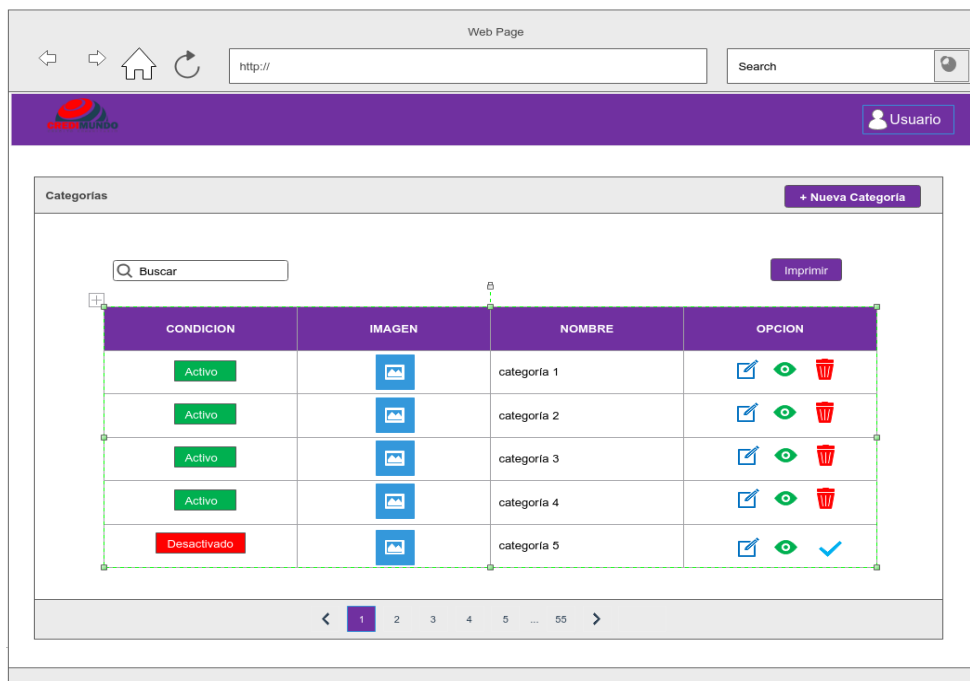 Web Page
http://
Search
MUNDO
Usuario
Categorías
+ Nueva Categoría
Buscar
Imprimir
CONDICION IMAGEN NOMBRE OPCION
Activo categoría 1
Activo categoría 2
Activo categoría 3
Activo categoría 4
Desactivado categoría 5
1 2 3 4 5 ... 55